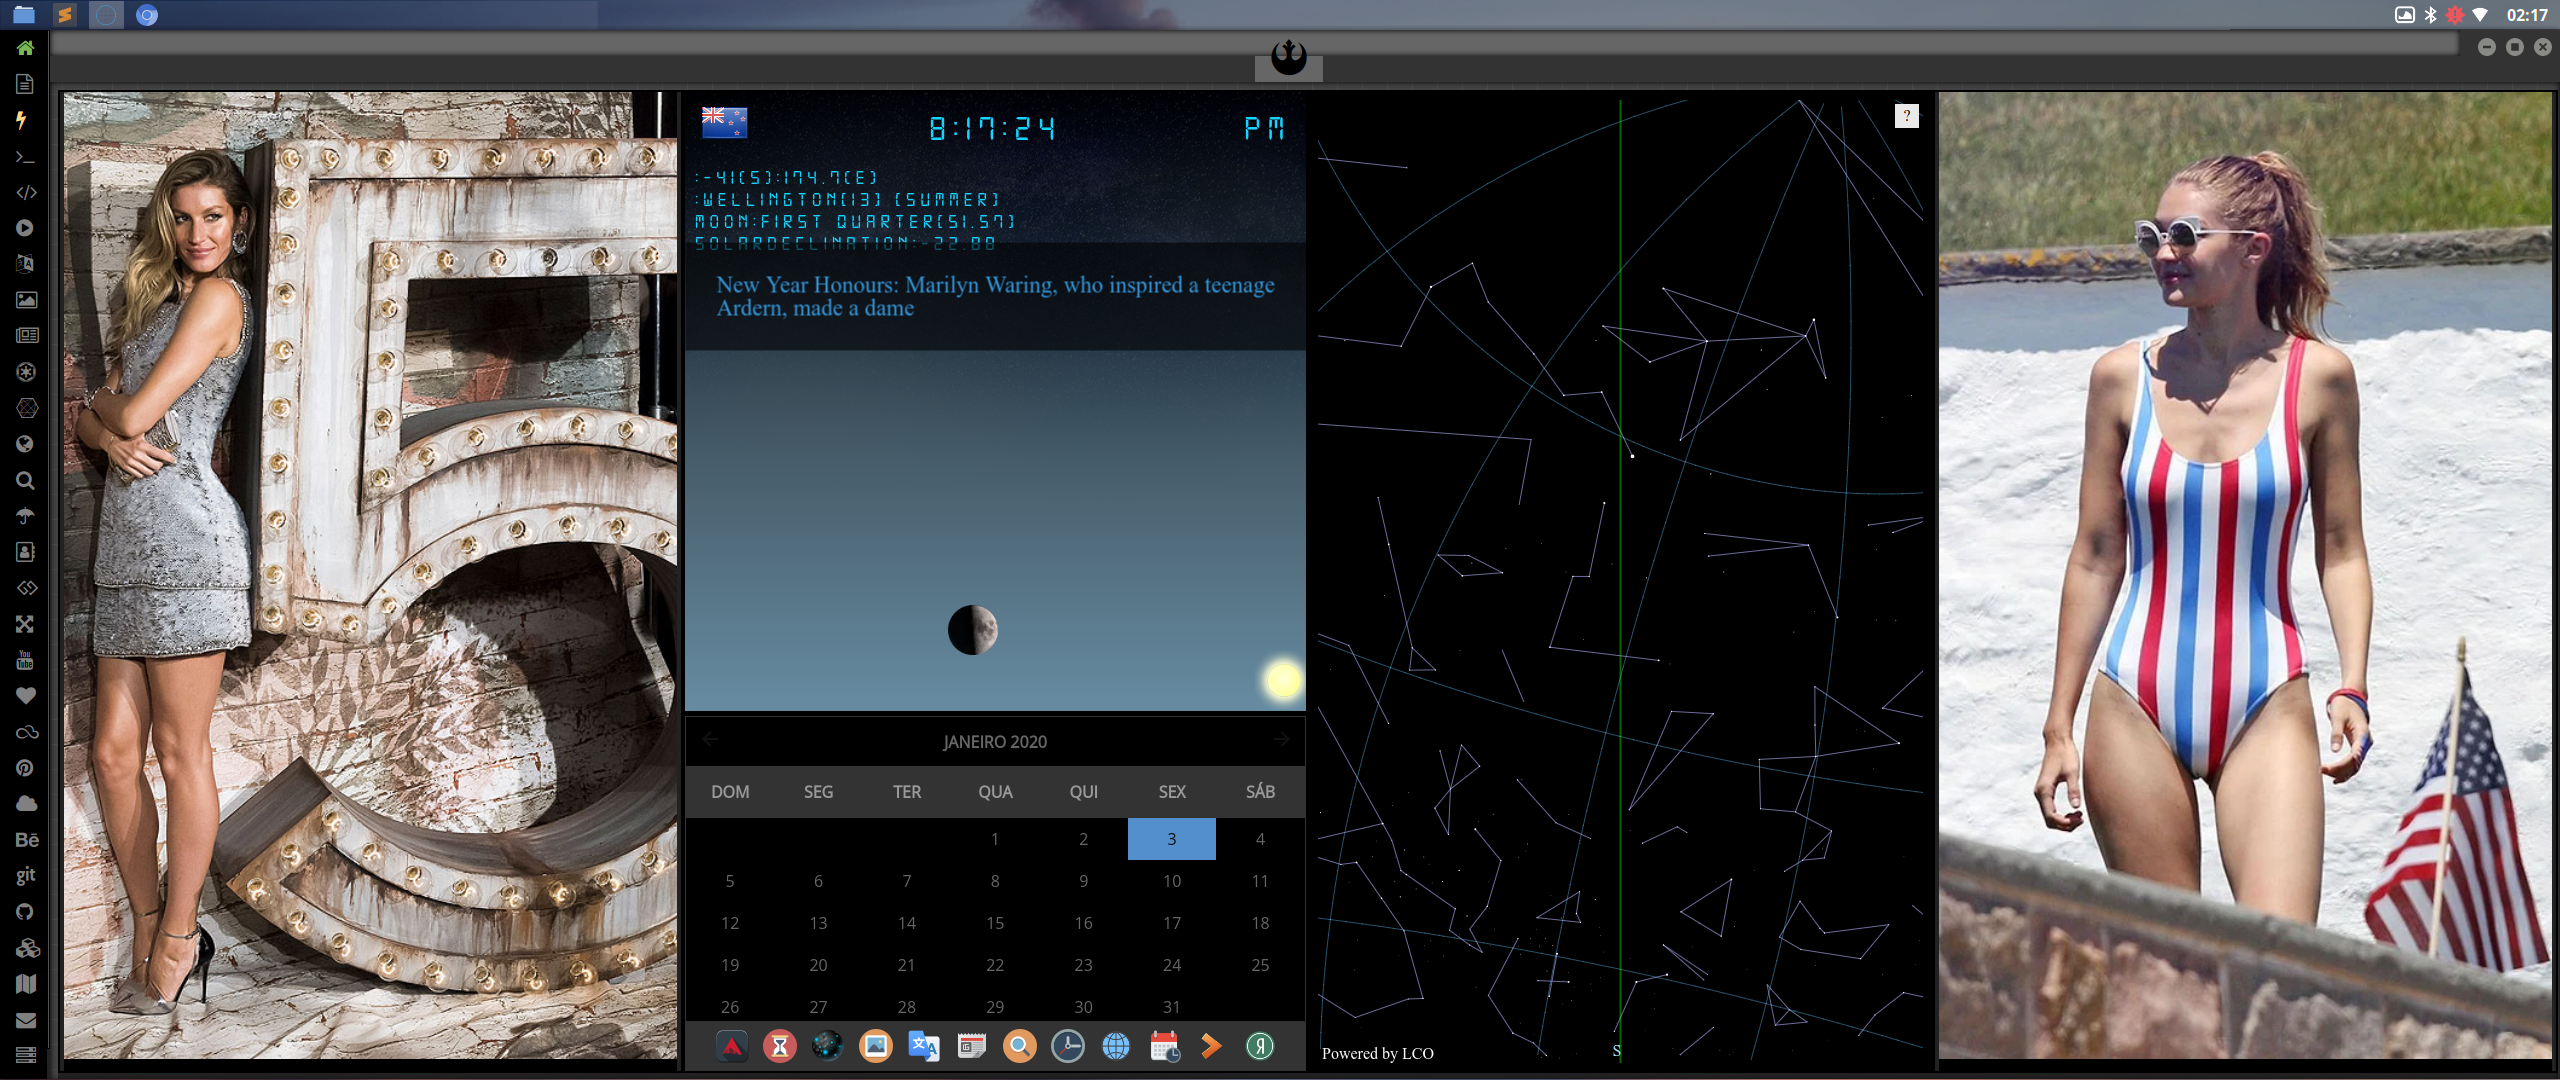 02:17
8:17:24 PM
:-41(S):174.7(E)
:WELLINGTON(13) (SUMMER)
MOON:FIRST QUARTER(51.57)
SOLARDECLINATION:-22.88
New Year Honours: Marilyn Waring, who inspired a teenage
Ardern, made a dame
?
JANEIRO 2020
DOM SEG TER QUA QUI SEX SÁB
1 2 3 4
5 6 7 8 9 10 11
12 13 14 15 16 17 18
19 20 21 22 23 24 25
26 27 28 29 30 31
Powered by LCO
S
You
Tube
Bē
git